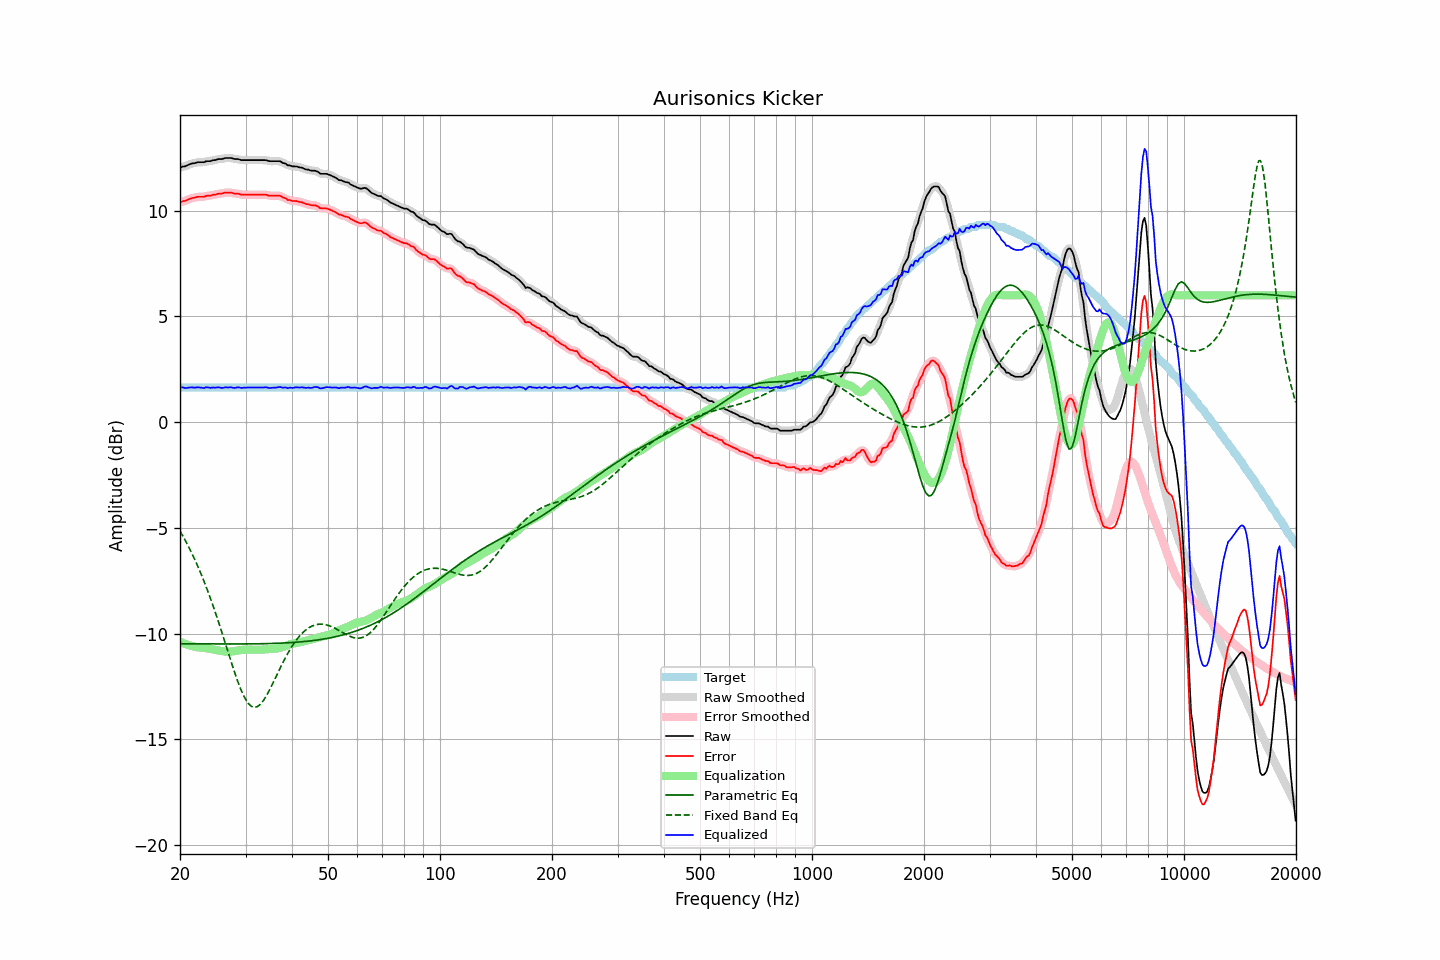 Aurisonics Kicker
10
5
0
−5
−10
−15
−20
Amplitude (dBr)
Target
Raw Smoothed
Error Smoothed
Raw
Error
Equalization
Parametric Eq
Fixed Band Eq
Equalized
20 50 100 200 500 1000 2000 5000 10000 20000
Frequency (Hz)